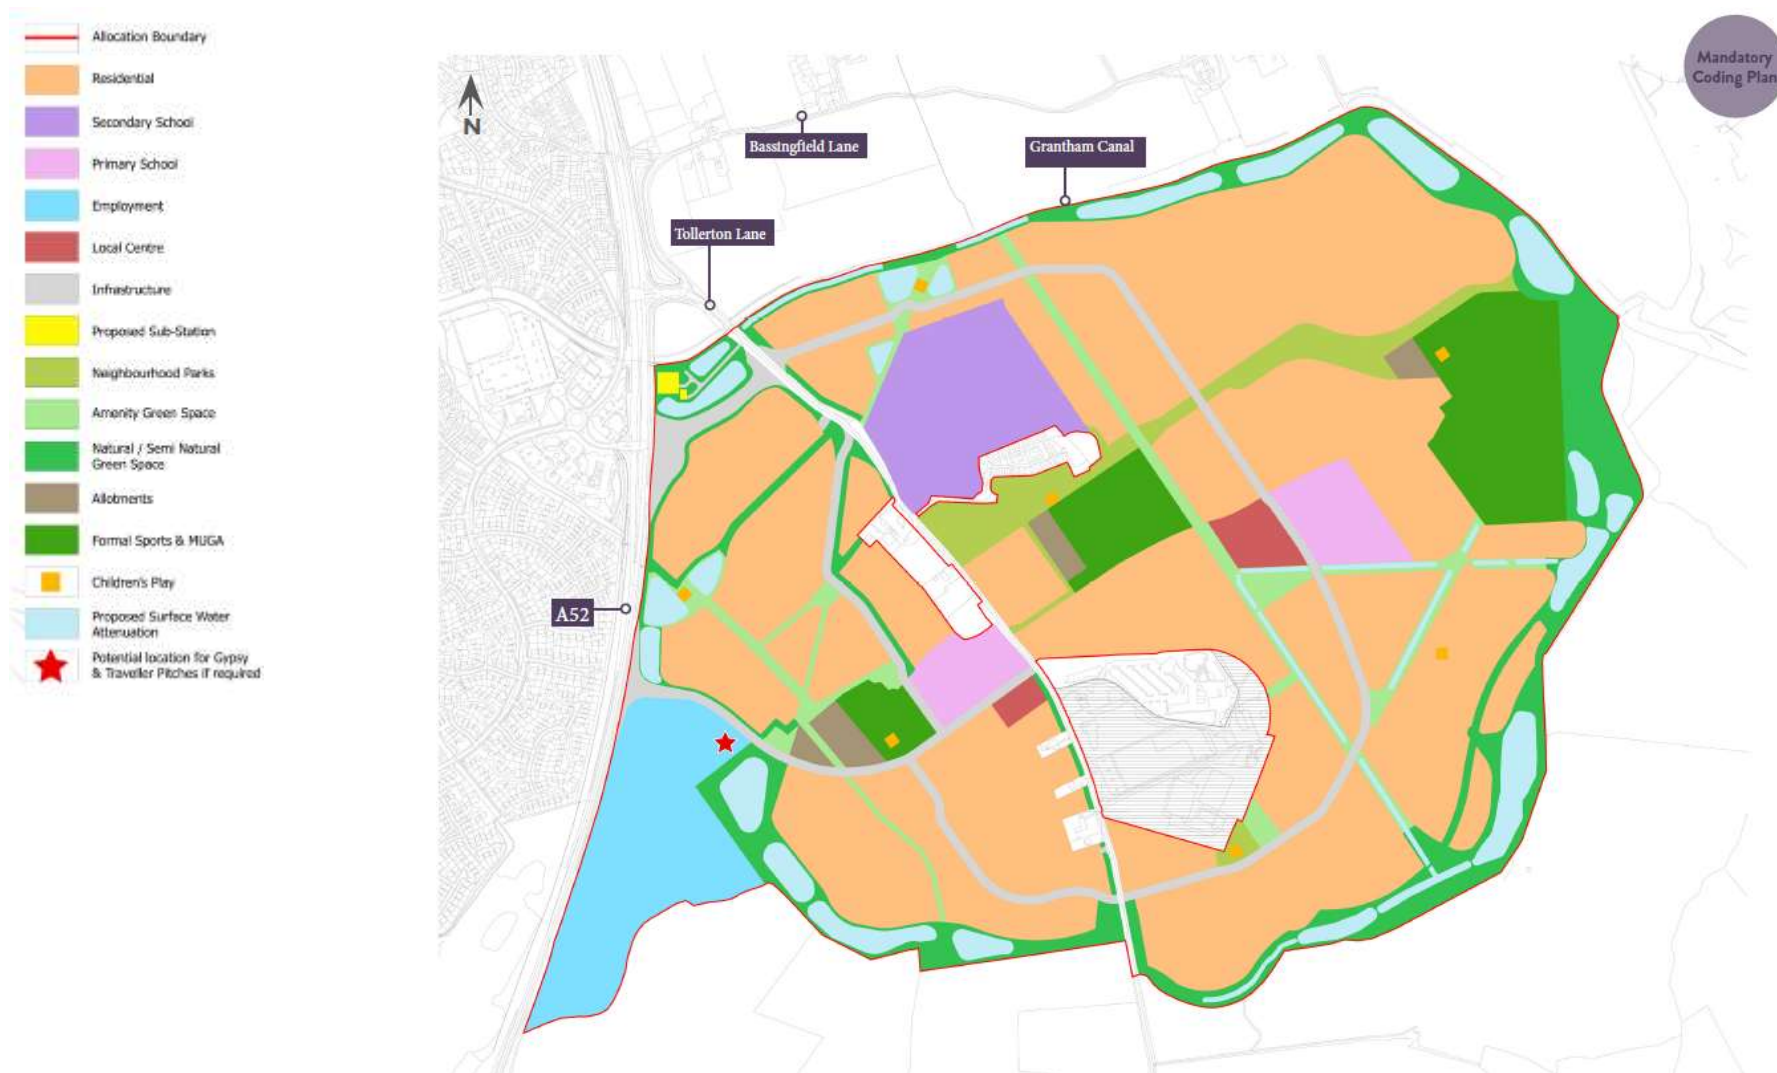 Allocation Boundary
Residential
Secondary School
Primary School
Employment
Local Centre
Infrastructure
Proposed Sub-Station
Neighbourhood Parks
Amenity Green Space
Natural / Semi Natural
Green Space
Allotments
Formal Sports & MUGA
Children's Play
Proposed Surface Water
Attenuation
Potential location for Gypsy
& Traveller Pitches if required
N
Bassingfield Lane
Grantham Canal
Tollerton Lane
A52
Mandatory
Coding Plan